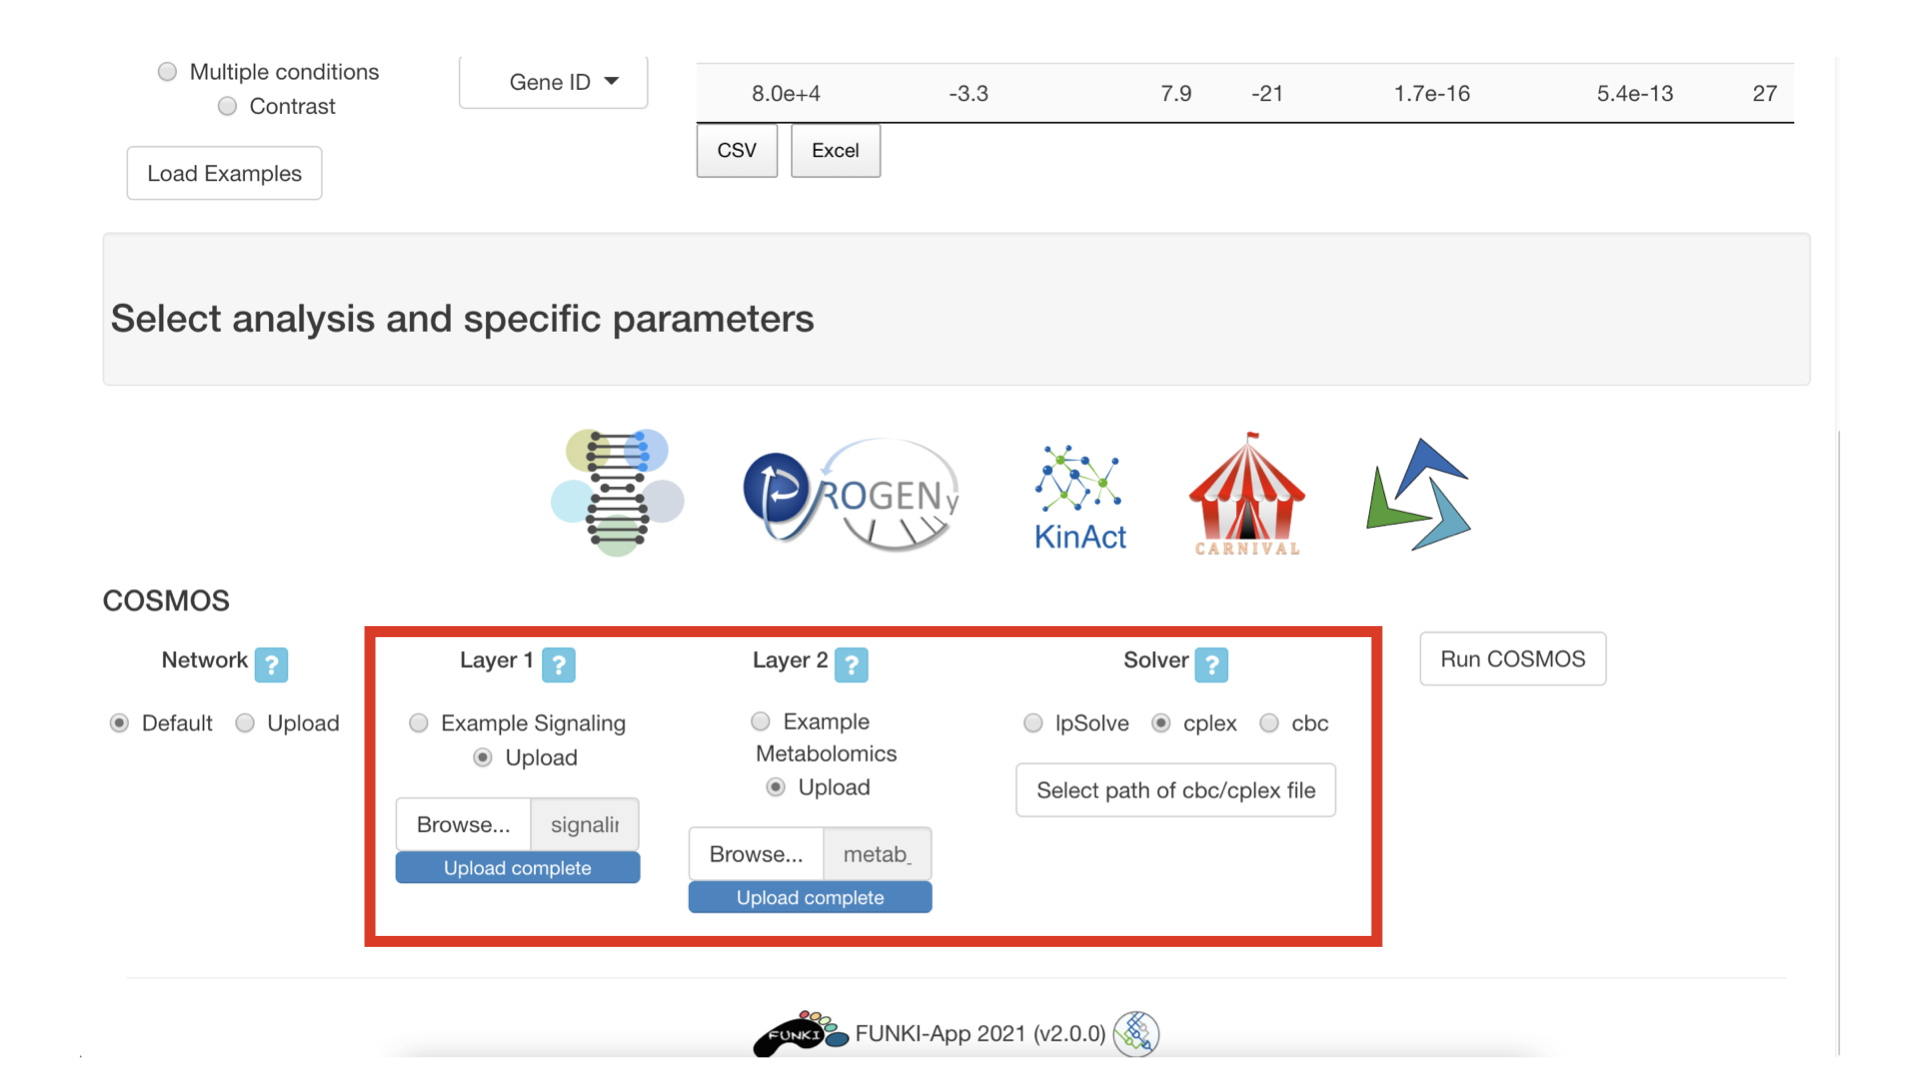 Multiple conditions
Contrast
Gene ID
8.0e+4 -3.3 7.9 -21 1.7e-16 5.4e-13 27
CSV Excel
Load Examples
Select analysis and specific parameters
PROGENy
KinAct
CARNIVAL
COSMOS
Network ? Layer 1 ? Layer 2 ? Solver ? Run COSMOS
Default Upload
Example Signaling
Upload
Browse... signalin
Upload complete
Example
Metabolomics
Upload
Browse... metab_
Upload complete
lpSolve cplex cbc
Select path of cbc/cplex file
FUNKI FUNKI-App 2021 (v2.0.0)